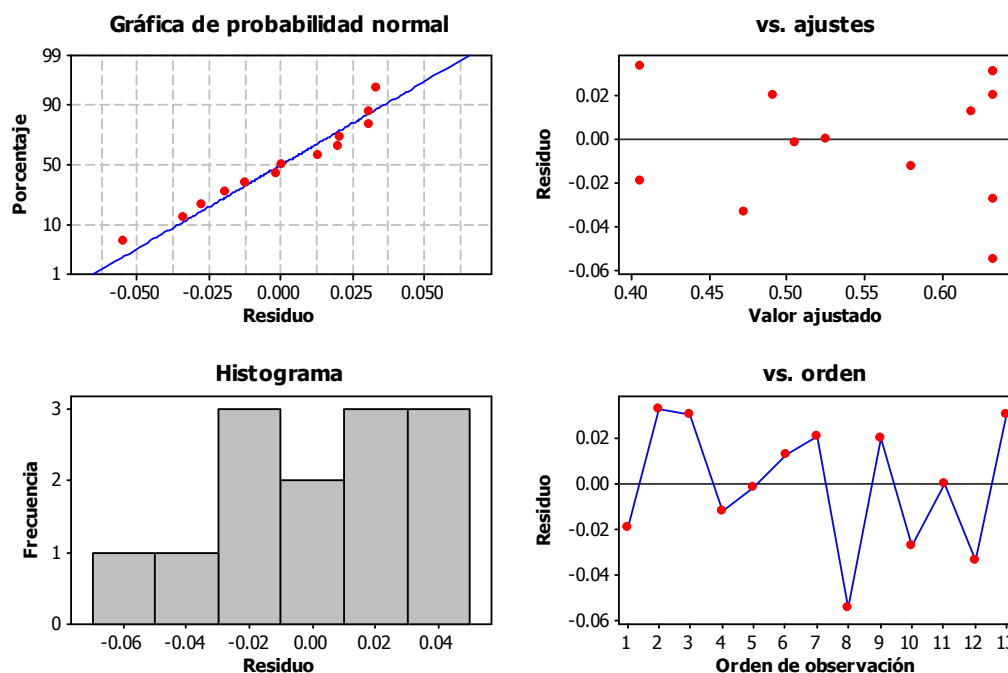 Gráfica de probabilidad normal
99
90
50
10
1
Porcentaje
-0.050 -0.025 0.000 0.025 0.050
Residuo
vs. ajustes
0.02
0.00
-0.02
-0.04
-0.06
Residuo
0.40 0.45 0.50 0.55 0.60
Valor ajustado
Histograma
3
2
1
0
Frecuencia
-0.06 -0.04 -0.02 0.00 0.02 0.04
Residuo
vs. orden
0.02
0.00
-0.02
-0.04
-0.06
Residuo
1 2 3 4 5 6 7 8 9 10 11 12 13
Orden de observación